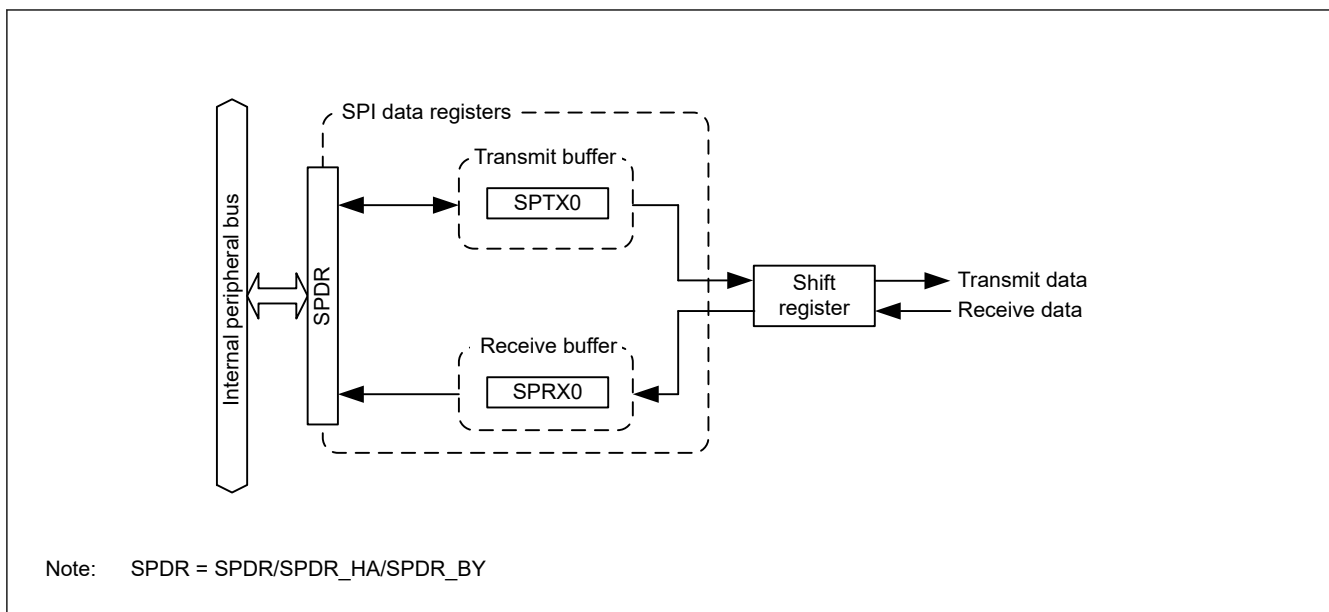 SPI data registers
Transmit buffer
SPTX0
Internal peripheral bus
SPDR
Shift
register
Transmit data
Receive data
Receive buffer
SPRX0
Note: SPDR = SPDR/SPDR_HA/SPDR_BY